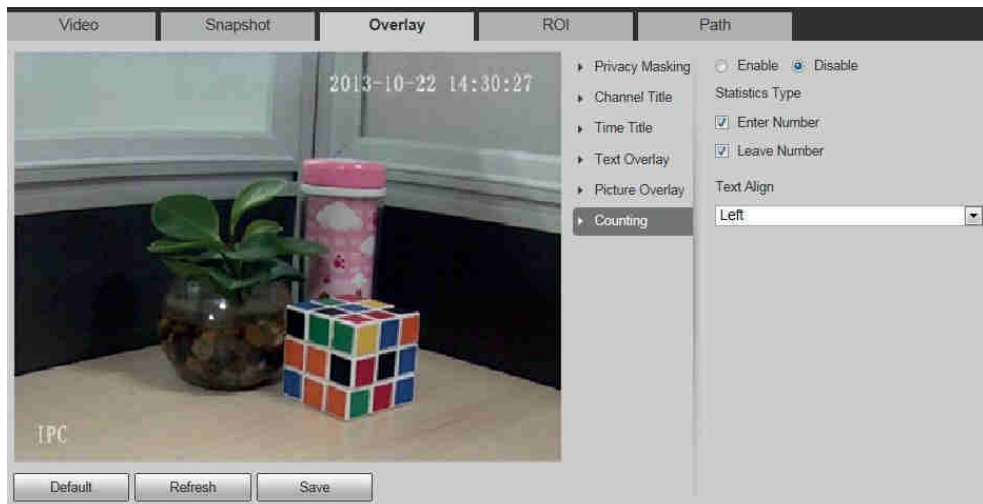 Video
Snapshot
Overlay
ROI
Path
2013-10-22 14:30:27
IPC
Privacy Masking
Channel Title
Time Title
Text Overlay
Picture Overlay
Counting
Enable
Disable
Statistics Type
Enter Number
Leave Number
Text Align
Left
Default
Refresh
Save